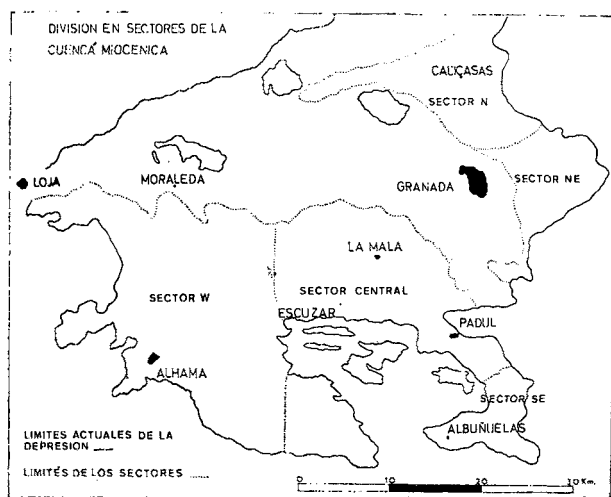 DIVISION EN SECTORES DE LA
CUENCA MIOCENICA
CALIÇASAS
SECTOR N
LOJA
MORALEDA
GRANADA
SECTOR NE
LA MALA
SECTOR W
SECTOR CENTRAL
ESCUZAR
PADUL
ALHAMA
SECTOR SE
ALBUÑUELAS
LIMITES ACTUALES DE LA
DEPRESION
LIMITES DE LOS SECTORES
0 10 20 30 Km.